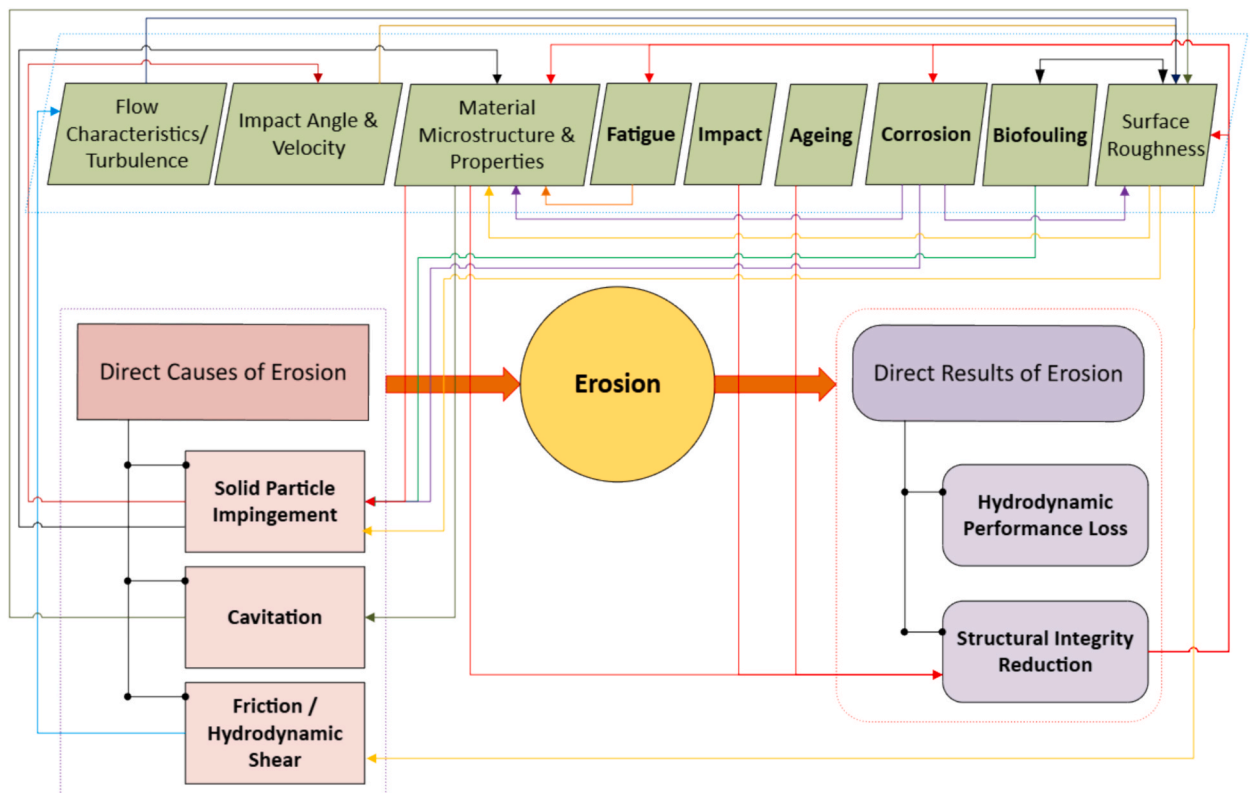 Flow
Characteristics/
Turbulence
Impact Angle &
Velocity
Material
Microstructure &
Properties
Fatigue
Impact
Ageing
Corrosion
Biofouling
Surface
Roughness
Direct Causes of Erosion
Erosion
Direct Results of Erosion
Solid Particle
Impingement
Hydrodynamic
Performance Loss
Cavitation
Structural Integrity
Reduction
Friction /
Hydrodynamic
Shear